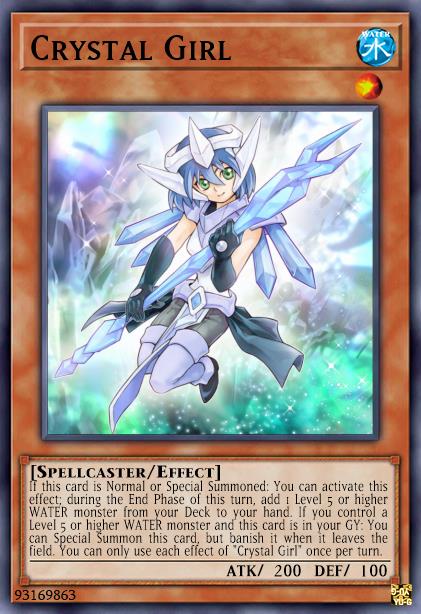 Crystal Girl
WATER
水
[Spellcaster/Effect]
If this card is Normal or Special Summoned: You can activate this
effect; during the End Phase of this turn, add 1 Level 5 or higher
WATER monster from your Deck to your hand. If you control a
Level 5 or higher WATER monster and this card is in your GY: You
can Special Summon this card, but banish it when it leaves the
field. You can only use each effect of "Crystal Girl" once per turn.
ATK/ 200 DEF/ 100
93169863